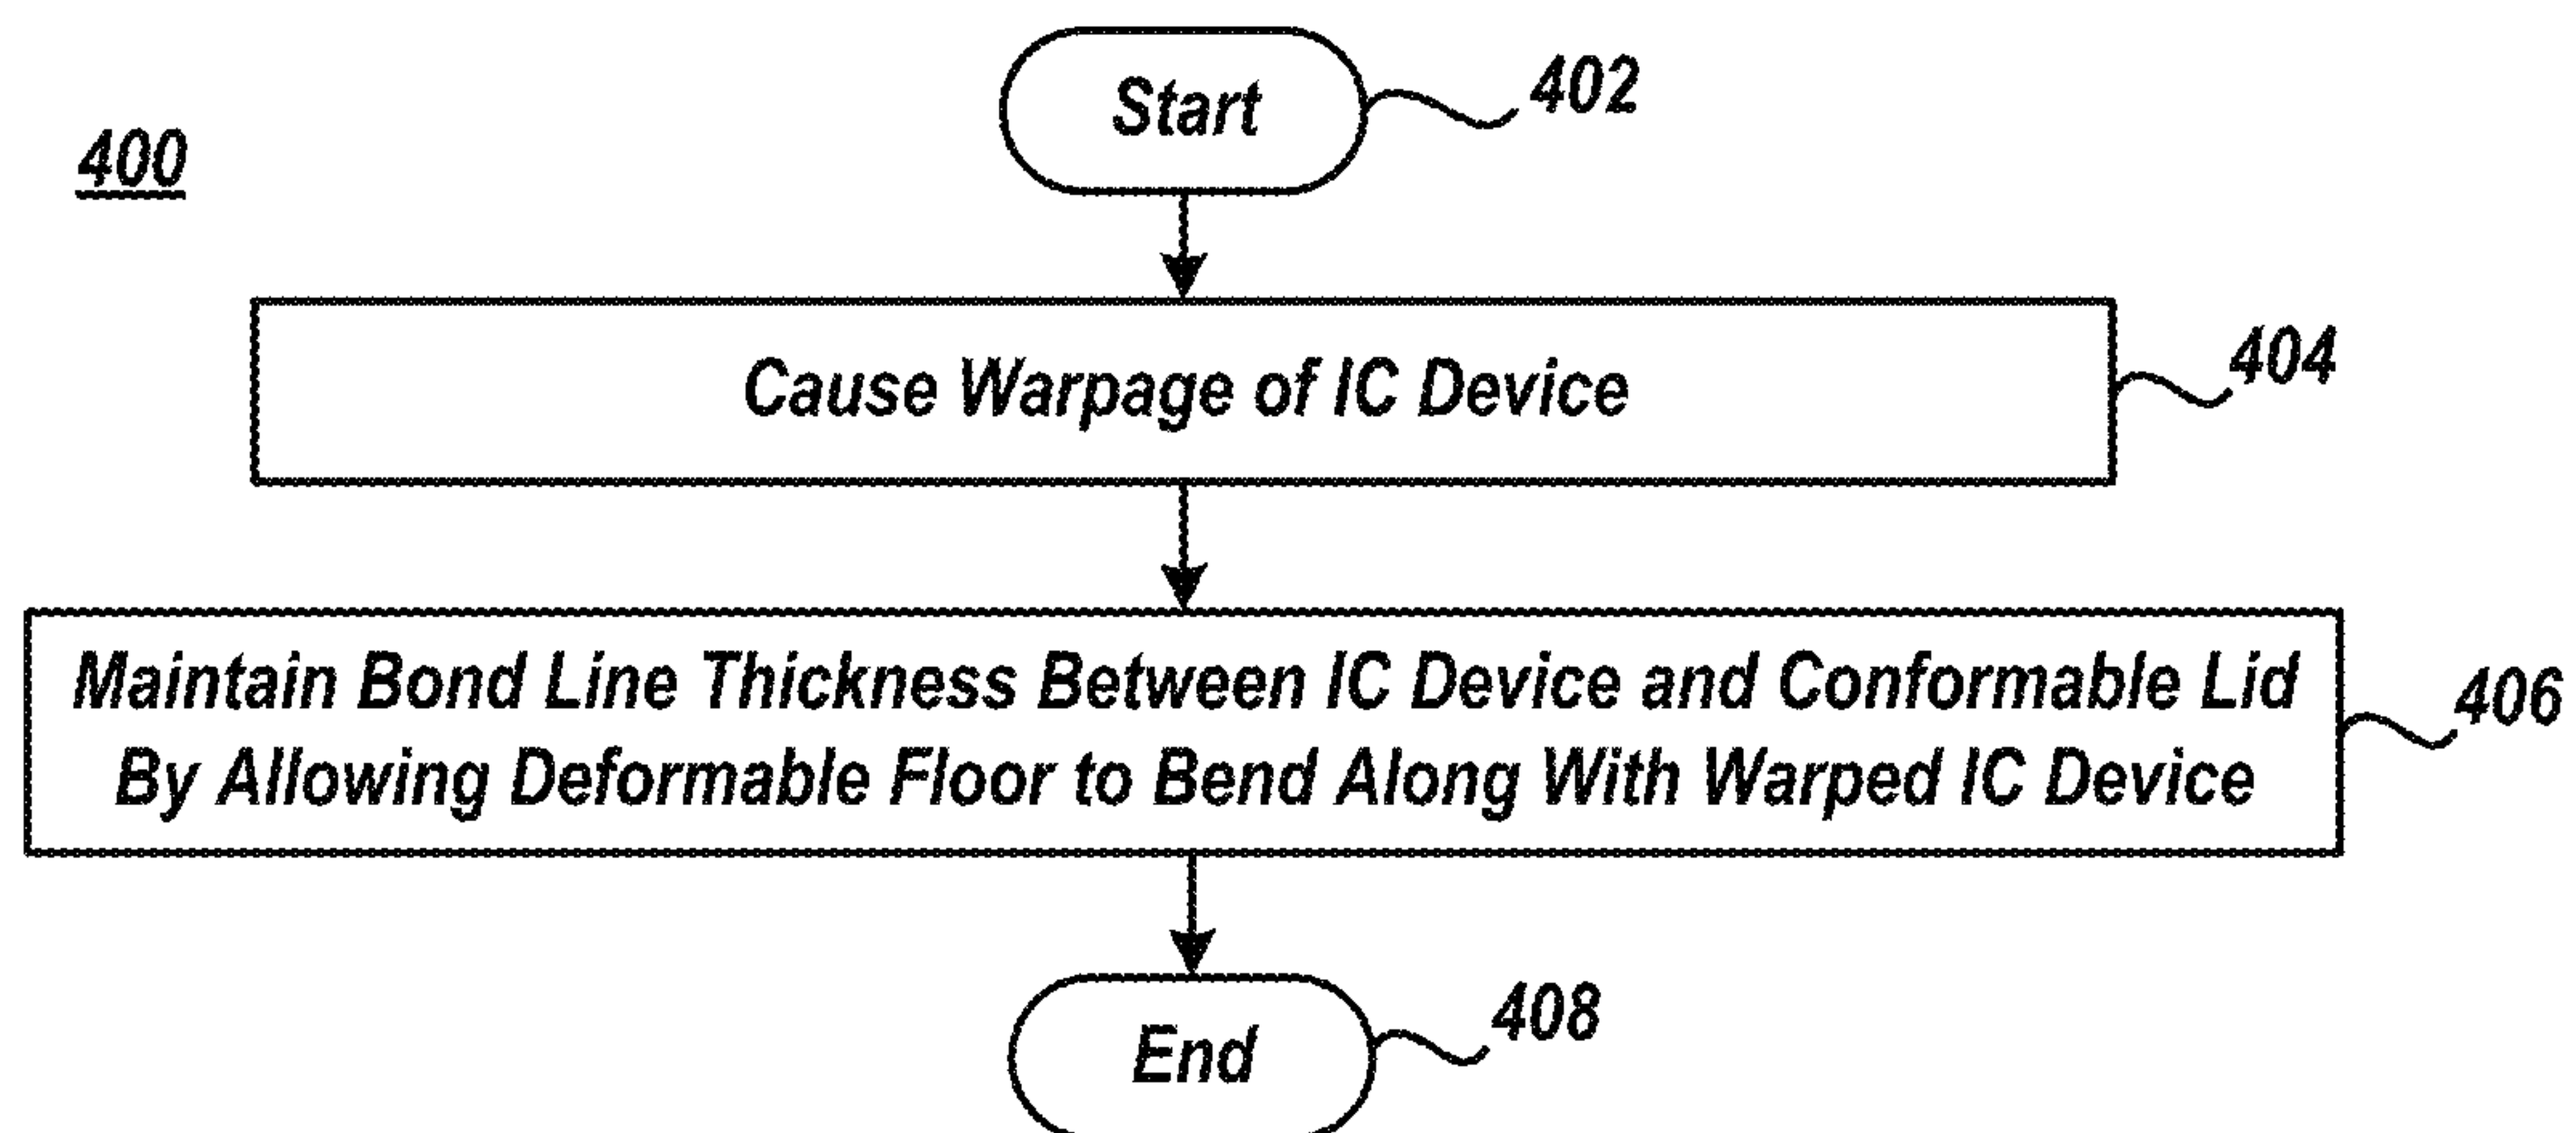 400
Start
402
Cause Warpage of IC Device
404
Maintain Bond Line Thickness Between IC Device and Conformable Lid
By Allowing Deformable Floor to Bend Along With Warped IC Device
406
End
408